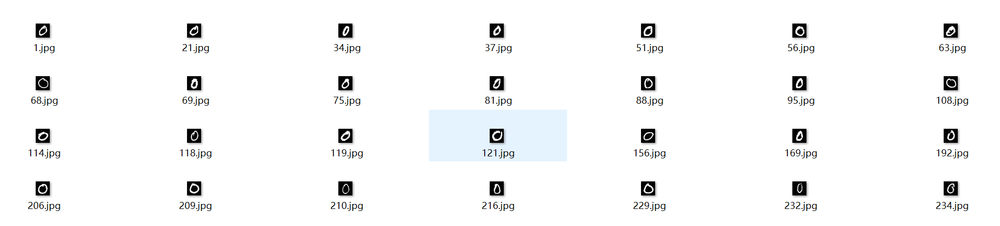 1.jpg 21.jpg 34.jpg 37.jpg 51.jpg 56.jpg 63.jpg
68.jpg 69.jpg 75.jpg 81.jpg 88.jpg 95.jpg 108.jpg
114.jpg 118.jpg 119.jpg 121.jpg 156.jpg 169.jpg 192.jpg
206.jpg 209.jpg 210.jpg 216.jpg 229.jpg 232.jpg 234.jpg